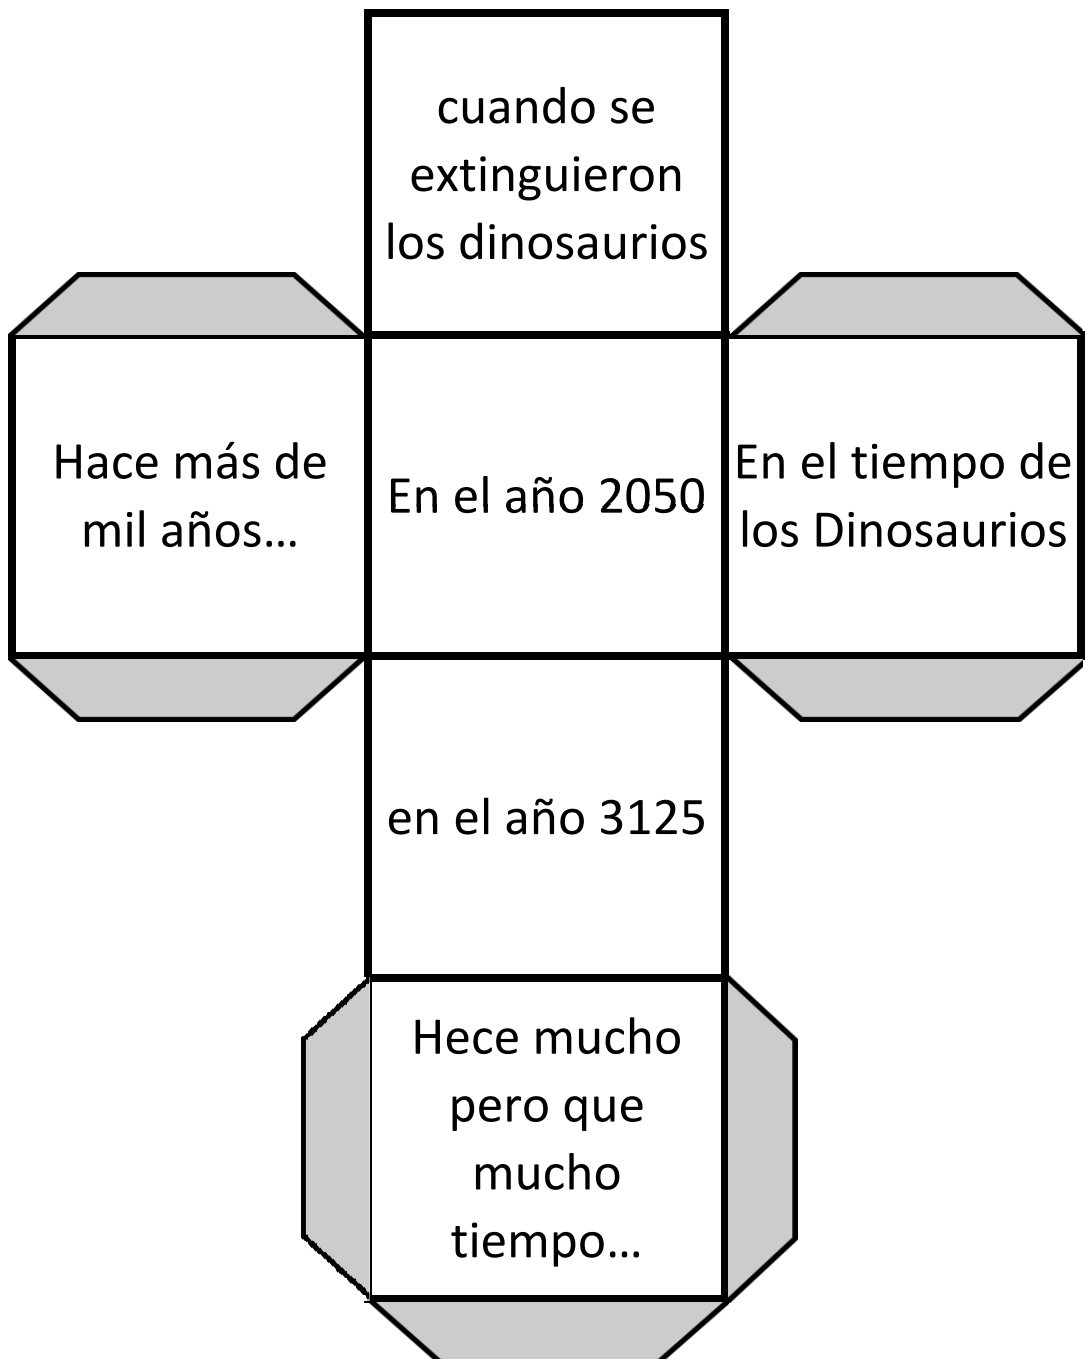 cuando se
extinguieron
los dinosaurios
Hace más de
mil años...
En el año 2050
En el tiempo de
los Dinosaurios
en el año 3125
Hece mucho
pero que
mucho
tiempo...